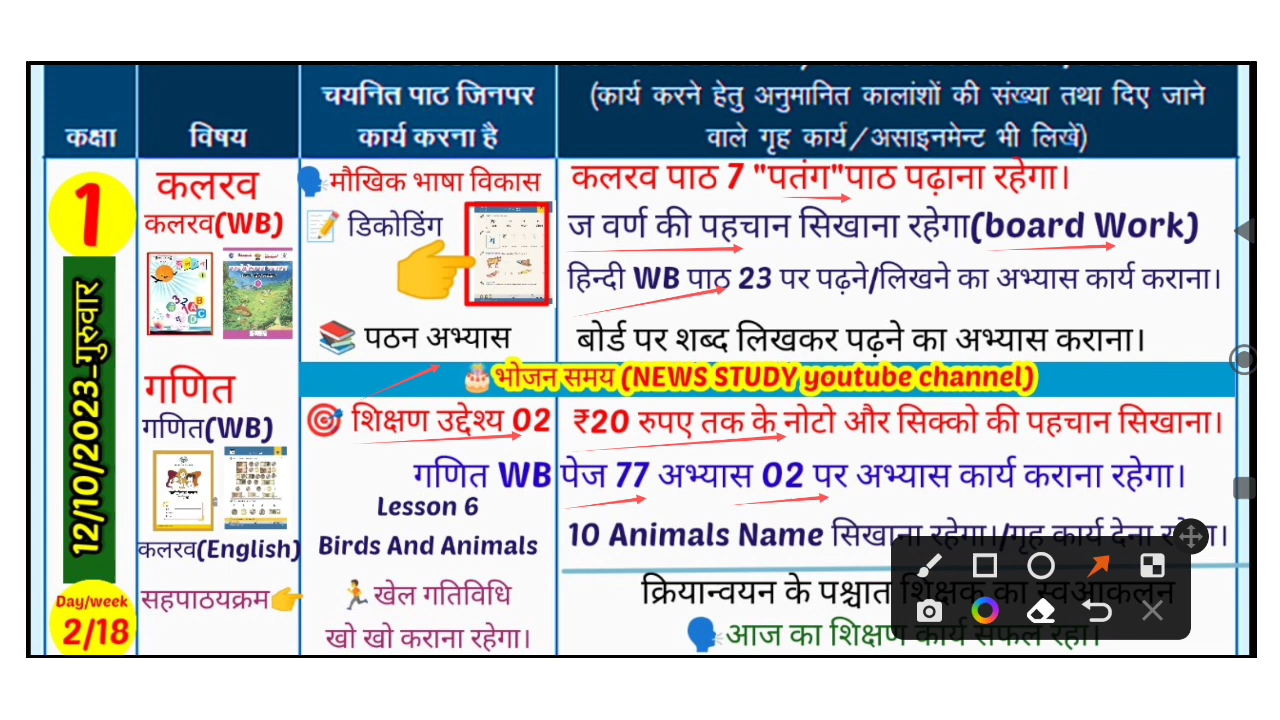 चयनित पाठ जिनपर
कार्य करना है
(कार्य करने हेतु अनुमानित कालांशों की संख्या तथा दिए जाने
वाले गृह कार्य/असाइनमेन्ट भी लिखें)
कक्षा
विषय
1
कलरव
कलरव(WB)
🗣मौखिक भाषा विकास
कलरव पाठ 7 "पतंग"पाठ पढ़ाना रहेगा।
📝 डिकोडिंग
ज वर्ण की पहचान सिखाना रहेगा(board Work)
हिन्दी WB पाठ 23 पर पढ़ने/लिखने का अभ्यास कार्य कराना।
📚 पठन अभ्यास
बोर्ड पर शब्द लिखकर पढ़ने का अभ्यास कराना।
12/10/2023-गुरुवार
🎂भोजन समय (NEWS STUDY youtube channel)
गणित
गणित(WB)
🎯 शिक्षण उद्देश्य 02
₹20 रुपए तक के नोटो और सिक्को की पहचान सिखाना।
गणित WB पेज 77 अभ्यास 02 पर अभ्यास कार्य कराना रहेगा।
कलरव(English)
Lesson 6
Birds And Animals
10 Animals Name सिखाना रहेगा।/गृह कार्य देना रहेगा।
Day/week
2/18
सहपाठयक्रम👉
🏃खेल गतिविधि
खो खो कराना रहेगा।
क्रियान्वयन के पश्चात शिक्षक का स्वआकलन
🗣आज का शिक्षण कार्य सफल रहा।